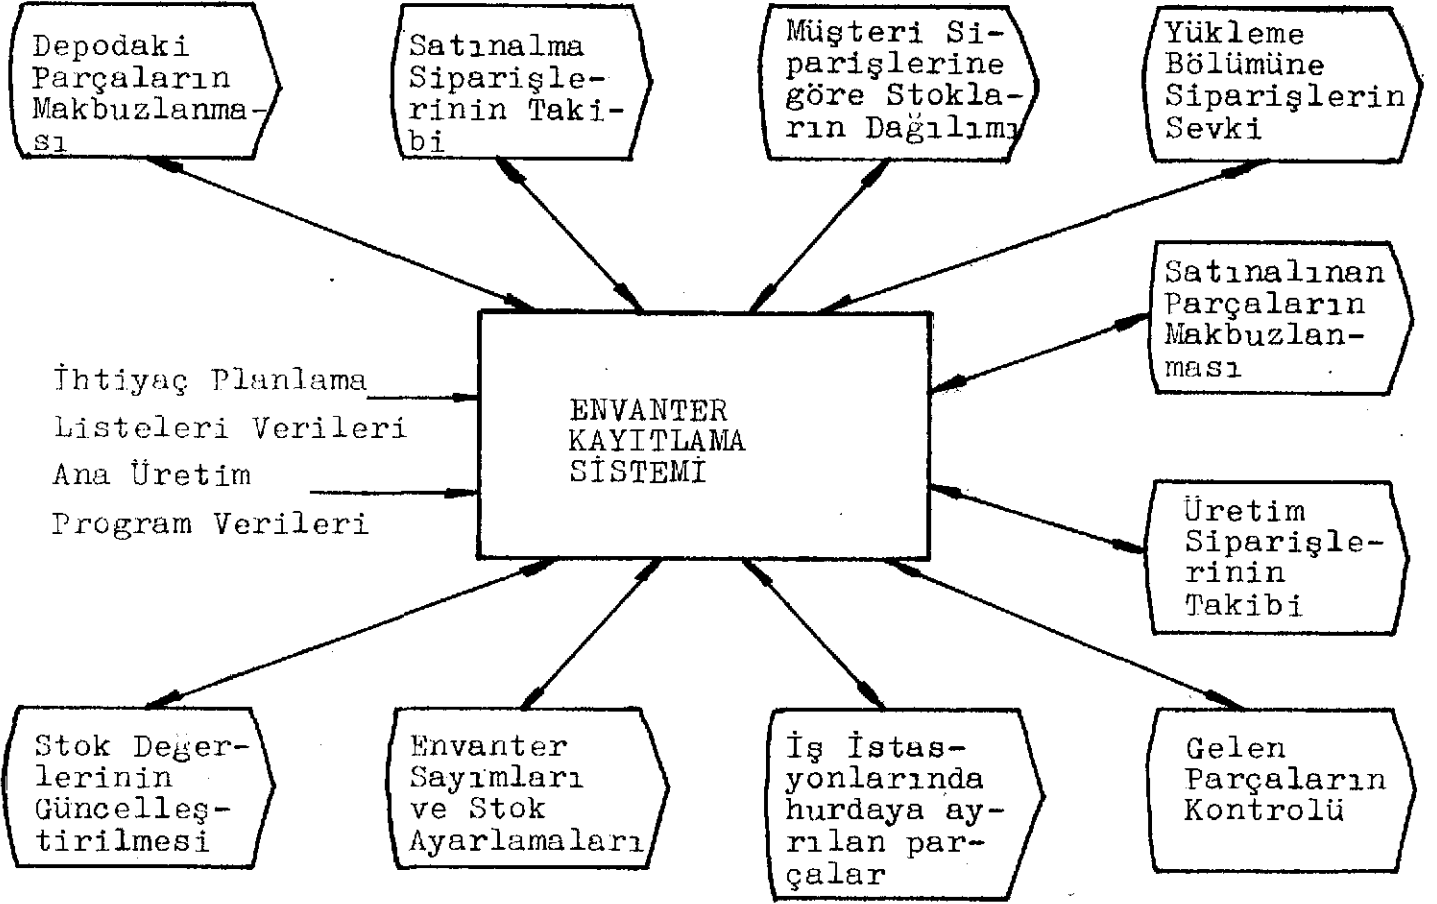 Depodaki
Parçaların
Makbuzlanma-
sı
Satınalma
Siparişle-
rinin Taki-
bi
Müşteri Si-
parişlerine
göre Stokla-
rın Dağılımı
Yükleme
Bölümüne
Siparişlerin
Sevki
Satınalınan
Parçaların
Makbuzlan-
ması
İhtiyaç Planlama
Listeleri Verileri
Ana Üretim
Program Verileri
ENVANTER
KAYITLAMA
SİSTEMİ
Üretim
Siparişle-
rinin
Takibi
Stok Değer-
lerinin
Güncelleş-
tirilmesi
Envanter
Sayımları
ve Stok
Ayarlamaları
İş İstas-
yonlarında
hurdaya ay-
rılan par-
çalar
Gelen
Parçaların
Kontrolü